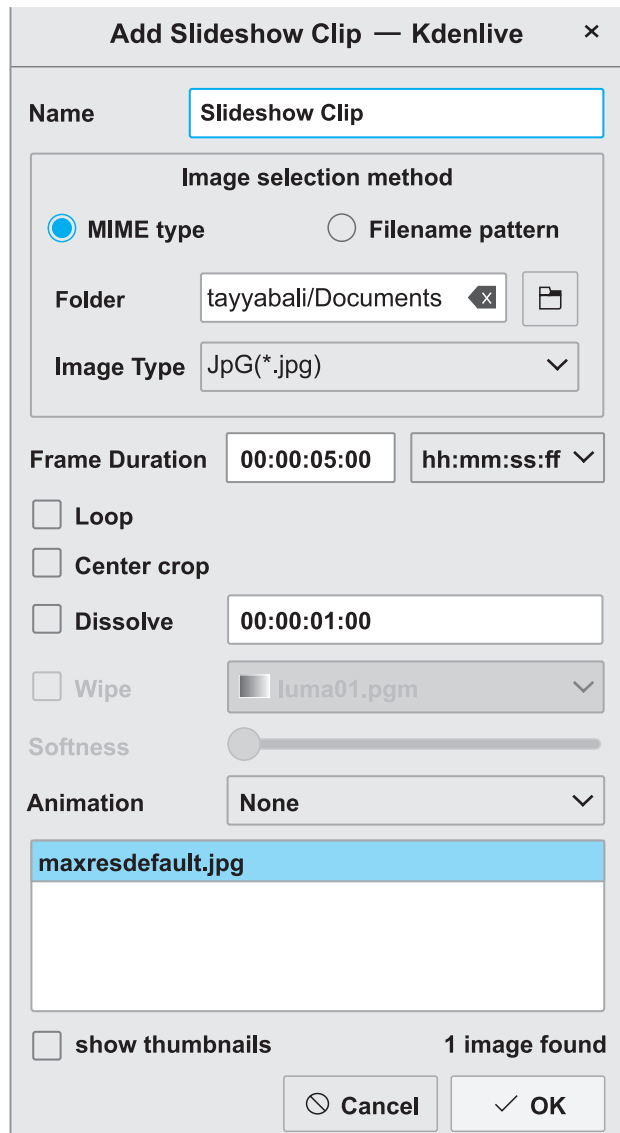 Add Slideshow Clip — Kdenlive ×
Name Slideshow Clip
Image selection method
MIME type Filename pattern
Folder tayyabali/Documents x
Image Type JpG(*.jpg)
Frame Duration 00:00:05:00 hh:mm:ss:ff
Loop
Center crop
Dissolve 00:00:01:00
Wipe luma01.pgm
Softness
Animation None
maxresdefault.jpg
show thumbnails 1 image found
Cancel OK